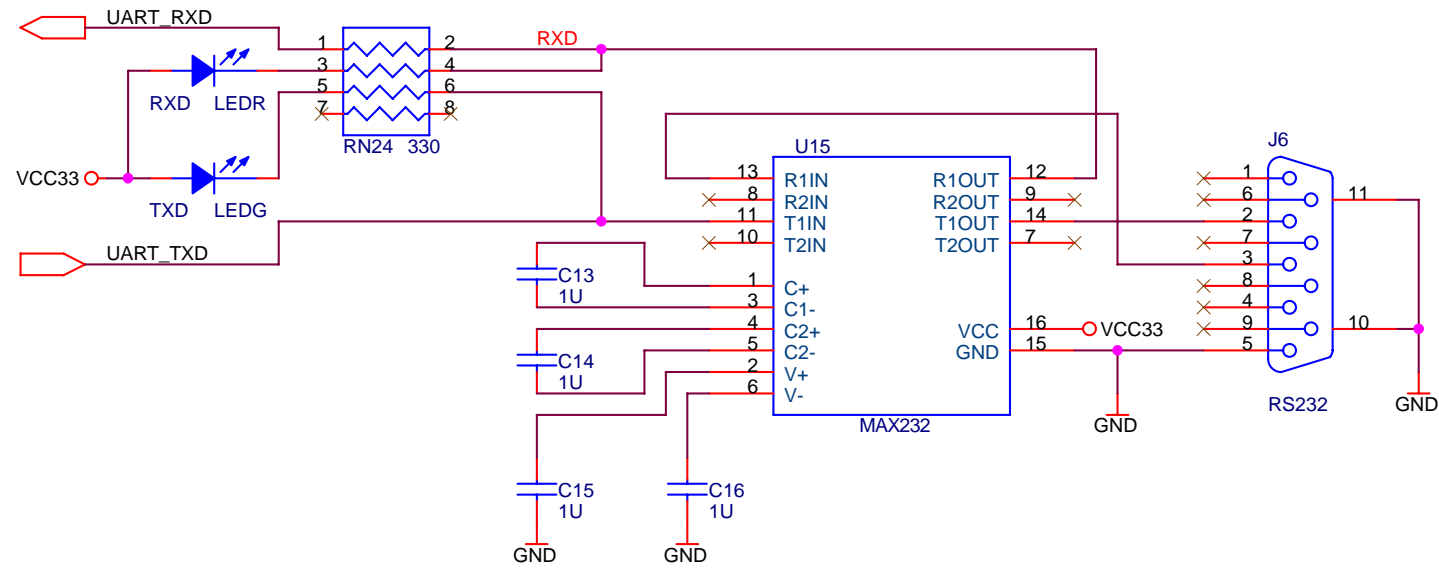 UART_RXD
1
2
RXD
3
4
5
6
RXD LEDR
7
8
RN24 330
U15
J6
VCC33
13 R1IN R1OUT 12
1
8 R2IN R2OUT 9
6
11
TXD LEDG
11 T1IN T1OUT 14
2
10 T2IN T2OUT 7
7
UART_TXD
3
C13
1U
1 C+
8
3 C1-
4
4 C2+ VCC 16 VCC33
9
10
C14
1U
5 C2- GND 15
5
2 V+
6 V-
MAX232
GND
RS232
GND
C15
1U
C16
1U
GND
GND